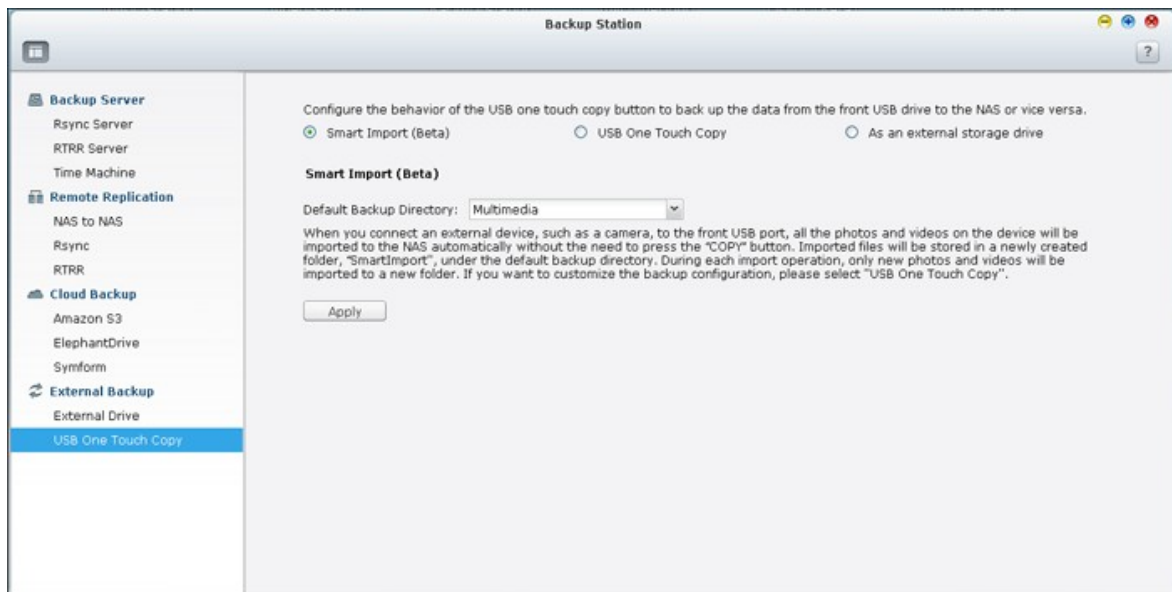 Backup Station
?
Backup Server
Rsync Server
RTRR Server
Time Machine
Remote Replication
NAS to NAS
Rsync
RTRR
Cloud Backup
Amazon S3
ElephantDrive
Symform
External Backup
External Drive
USB One Touch Copy
Configure the behavior of the USB one touch copy button to back up the data from the front USB drive to the NAS or vice versa.
Smart Import (Beta) USB One Touch Copy As an external storage drive
Smart Import (Beta)
Default Backup Directory: Multimedia
When you connect an external device, such as a camera, to the front USB port, all the photos and videos on the device will be
imported to the NAS automatically without the need to press the "COPY" button. Imported files will be stored in a newly created
folder, "SmartImport", under the default backup directory. During each import operation, only new photos and videos will be
imported to a new folder. If you want to customize the backup configuration, please select "USB One Touch Copy".
Apply